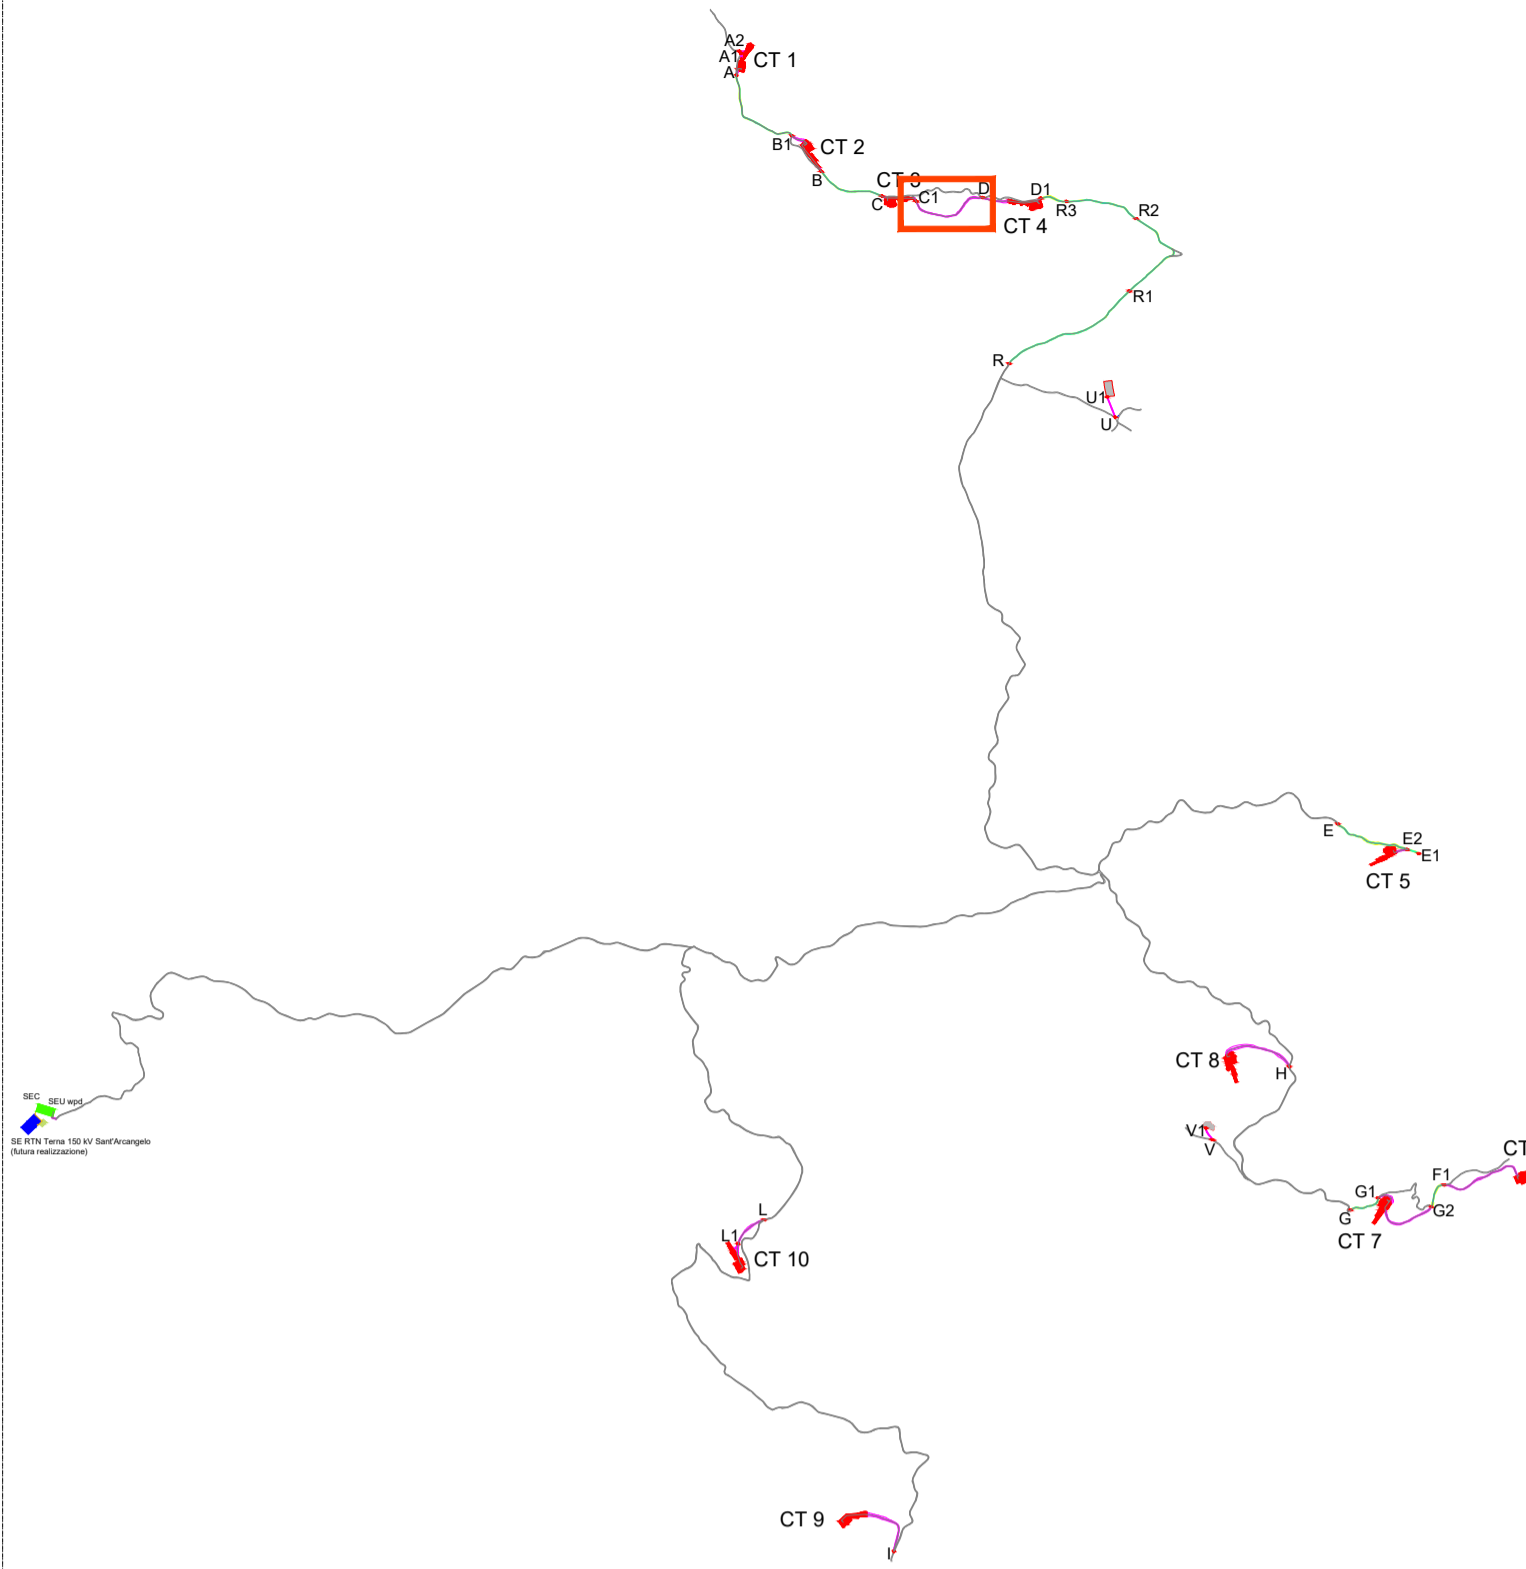 A2
A1
CT 1
A
B1
CT 2
B
CT 3
C
C1
D
D1
R3
R2
CT 4
R1
R
U1
U
E
E2
E1
CT 5
CT 8
H
SEC
SEU wpd
SE RTN Terna 150 kV Sant'Arcangelo
(futura realizzazione)
V1
V
CT
F1
G1
G
G2
CT 7
L
L1
CT 10
CT 9
I